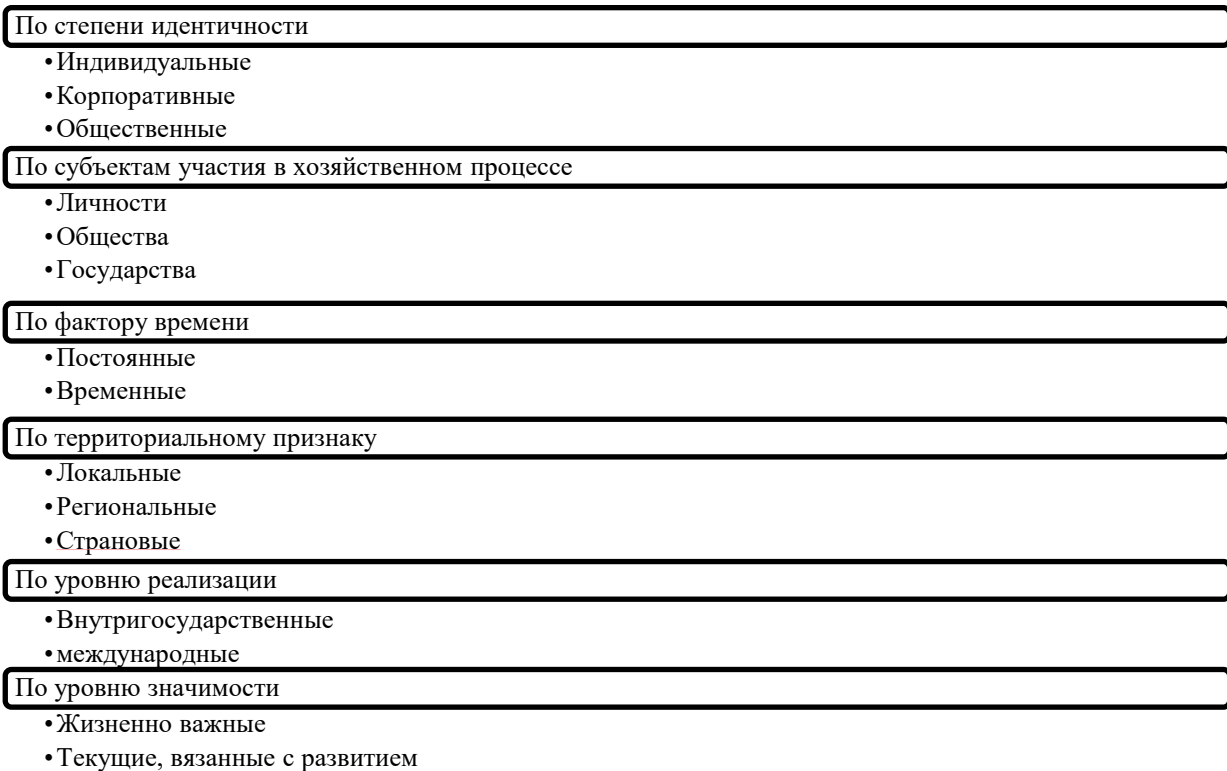 По степени идентичности
•Индивидуальные
•Корпоративные
•Общественные
По субъектам участия в хозяйственном процессе
•Личности
•Общества
•Государства
По фактору времени
•Постоянные
•Временные
По территориальному признаку
•Локальные
•Региональные
•Страновые
По уровню реализации
•Внутригосударственные
•международные
По уровню значимости
•Жизненно важные
•Текущие, вязанные с развитием